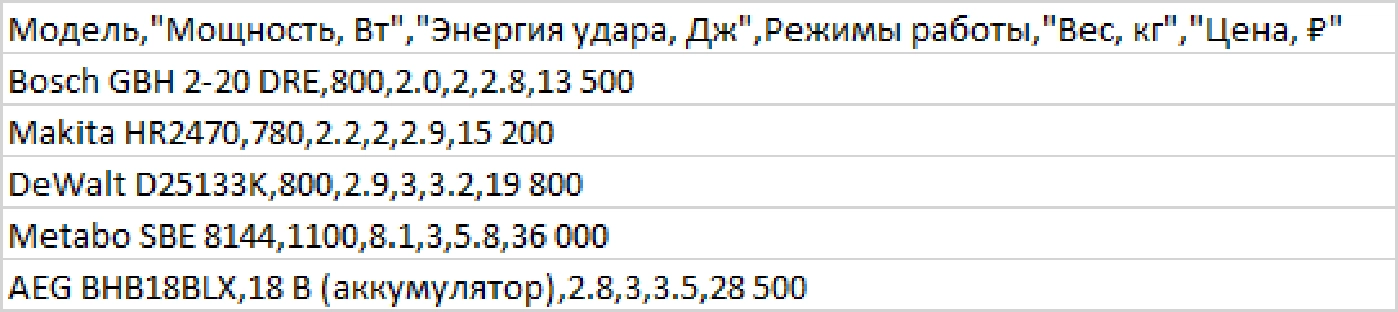 Модель,"Мощность, Вт","Энергия удара, Дж",Режимы работы,"Вес, кг","Цена, ₽"
Bosch GBH 2-20 DRE,800,2.0,2,2.8,13 500
Makita HR2470,780,2.2,2,2.9,15 200
DeWalt D25133K,800,2.9,3,3.2,19 800
Metabo SBE 8144,1100,8.1,3,5.8,36 000
AEG BHB18BLX,18 В (аккумулятор),2.8,3,3.5,28 500